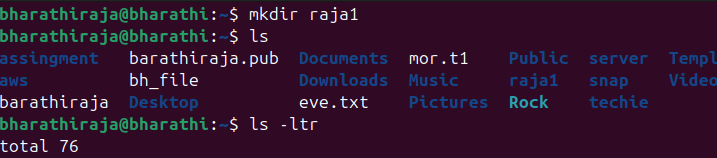 bharathiraja@bharathi:~$ mkdir raja1
bharathiraja@bharathi:~$ ls
assingment  barathiraja.pub  Documents  mor.t1    Public  server  Templ
aws         bh_file          Downloads  Music     raja1   snap    Video
barathiraja Desktop          eve.txt    Pictures  Rock    techie
bharathiraja@bharathi:~$ ls -ltr
total 76